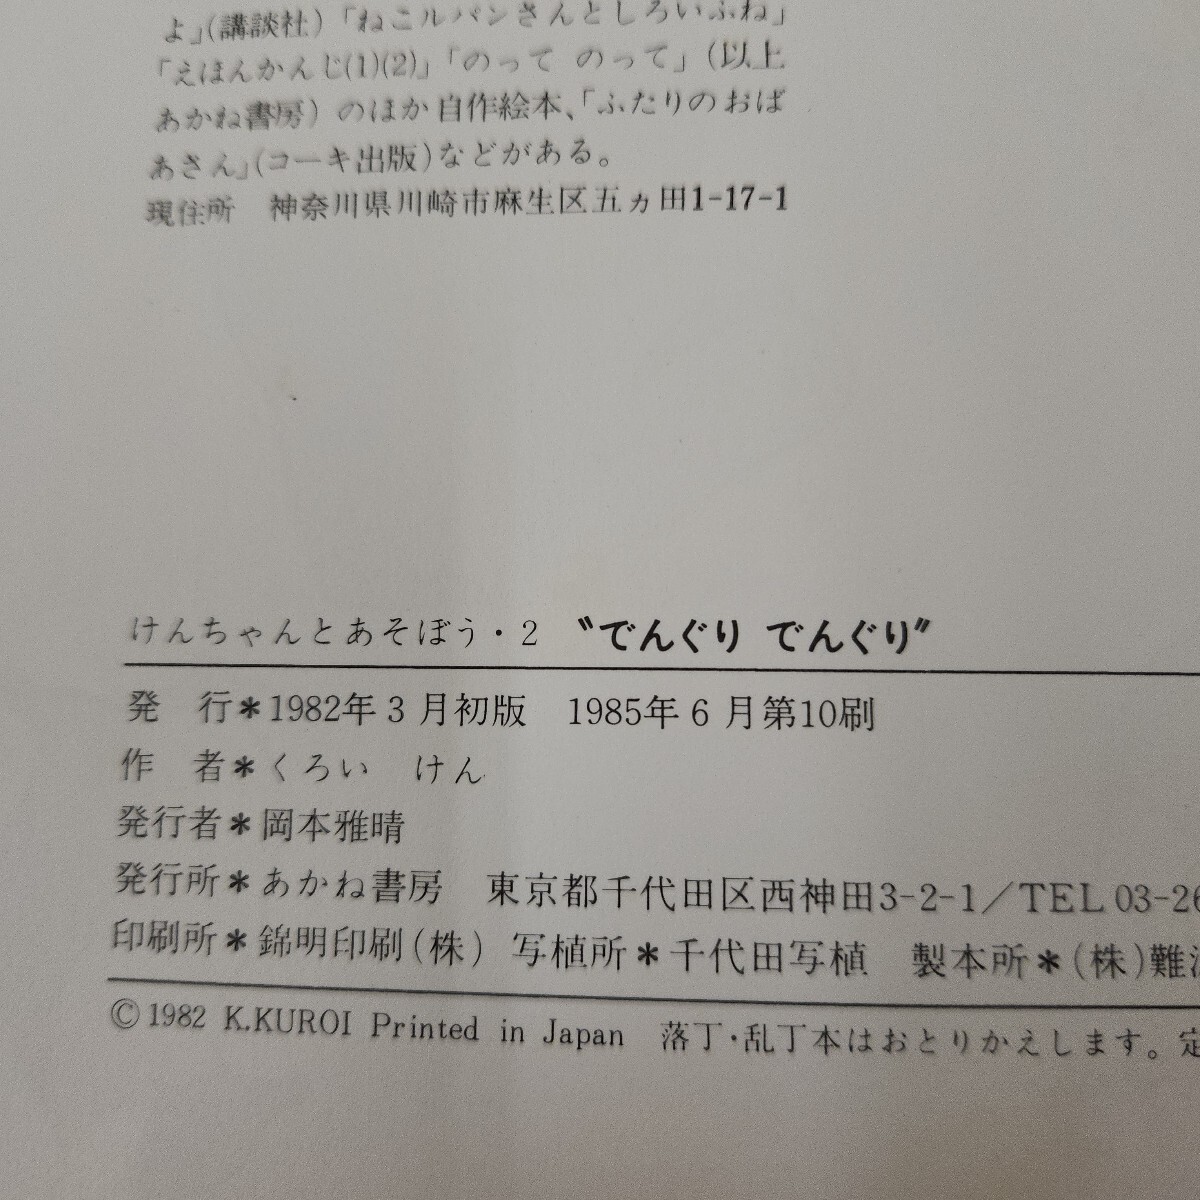 よ」(講談社)「ねこルパンさんとしろいふね」
「えほんかんじ(1)(2)」「のって のって」(以上
あかね書房) のほか自作絵本、「ふたりのおば
あさん」(コーキ出版)などがある。
現住所　神奈川県川崎市麻生区五ヵ田1-17-1
けんちゃんとあそぼう・2　〝でんぐり でんぐり〟
発　行＊1982年3月初版　1985年6月第10刷
作　者＊くろい　けん
発行者＊岡本雅晴
発行所＊あかね書房　東京都千代田区西神田3-2-1／TEL 03-26
印刷所＊錦明印刷(株)　写植所＊千代田写植　製本所＊(株)難波
©1982 K.KUROI Printed in Japan　落丁・乱丁本はおとりかえします。定